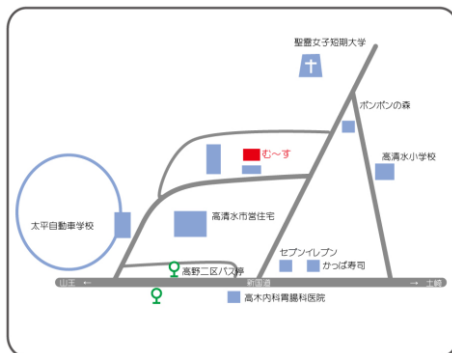 聖霊女子短期大学
ポンポンの森
む～す
高清水小学校
太平自動車学校
高清水市営住宅
セブンイレブン
高野二区バス停
かっぱ寿司
山王 ← 新国道 → 土崎
高木内科胃腸科医院